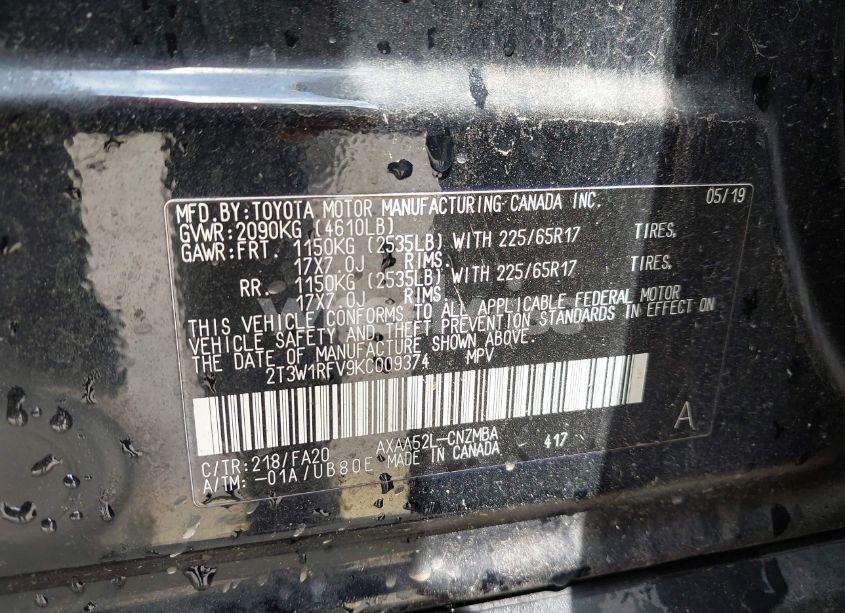 MFD. BY: TOYOTA MOTOR MANUFACTURING CANADA INC. 05/19
GVWR: 2090KG (4610LB)
GAWR: FRT. 1150KG (2535LB) WITH 225/65R17 TIRES,
17X7.0J RIMS.
RR. 1150KG (2535LB) WITH 225/65R17 TIRES,
17X7.0J RIMS.
THIS VEHICLE CONFORMS TO ALL APPLICABLE FEDERAL MOTOR
VEHICLE SAFETY AND THEFT PREVENTION STANDARDS IN EFFECT ON
THE DATE OF MANUFACTURE SHOWN ABOVE.
2T3W1RFV9KC009374 MPV
A
C/TR: 218/FA20 AXAA52L-CNZMBA 417
A/TM: -01A/UB80E MADE IN CANADA